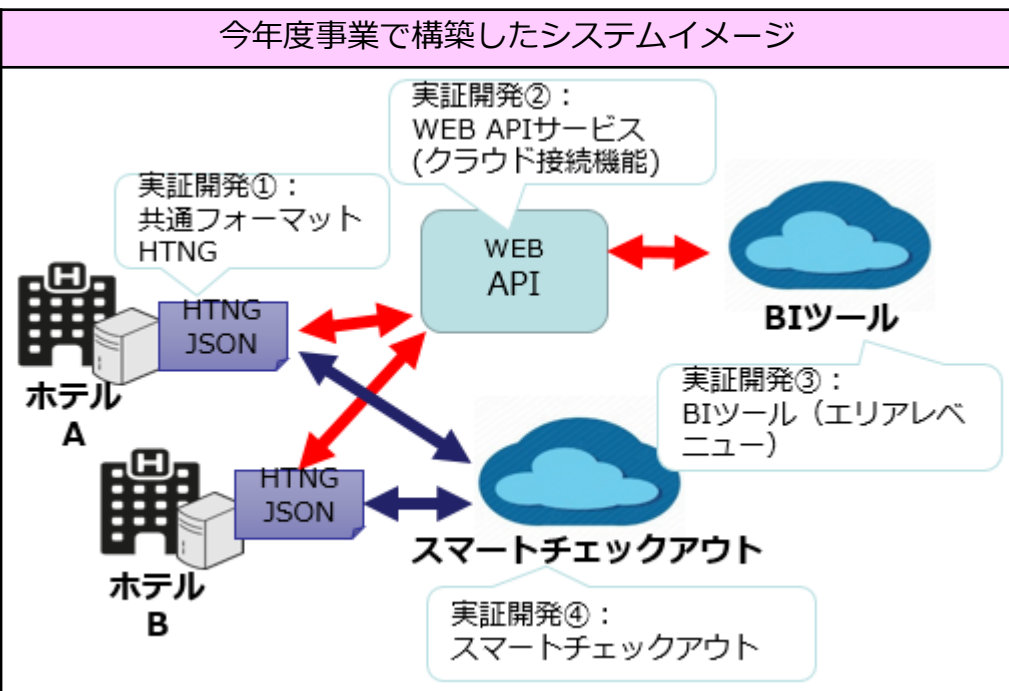 今年度事業で構築したシステムイメージ
実証開発②：
WEB APIサービス
(クラウド接続機能)
実証開発①：
共通フォーマット
HTNG
WEB
API
BIツール
H
HTNG
JSON
ホテル
A
実証開発③：
BIツール（エリアレベ
ニュー）
H
HTNG
JSON
ホテル
B
スマートチェックアウト
実証開発④：
スマートチェックアウト